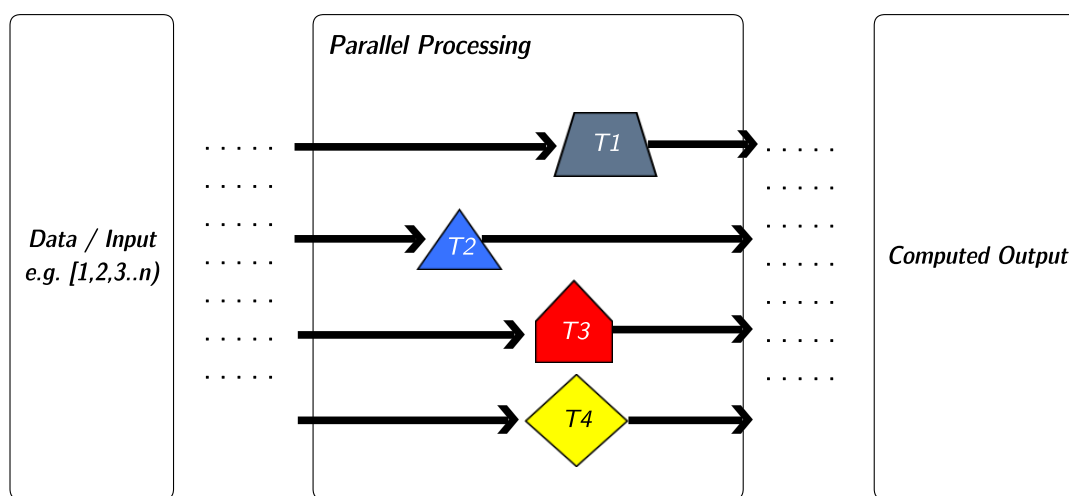 Parallel Processing
Data / Input
e.g. [1,2,3..n)
T1
T2
T3
T4
Computed Output